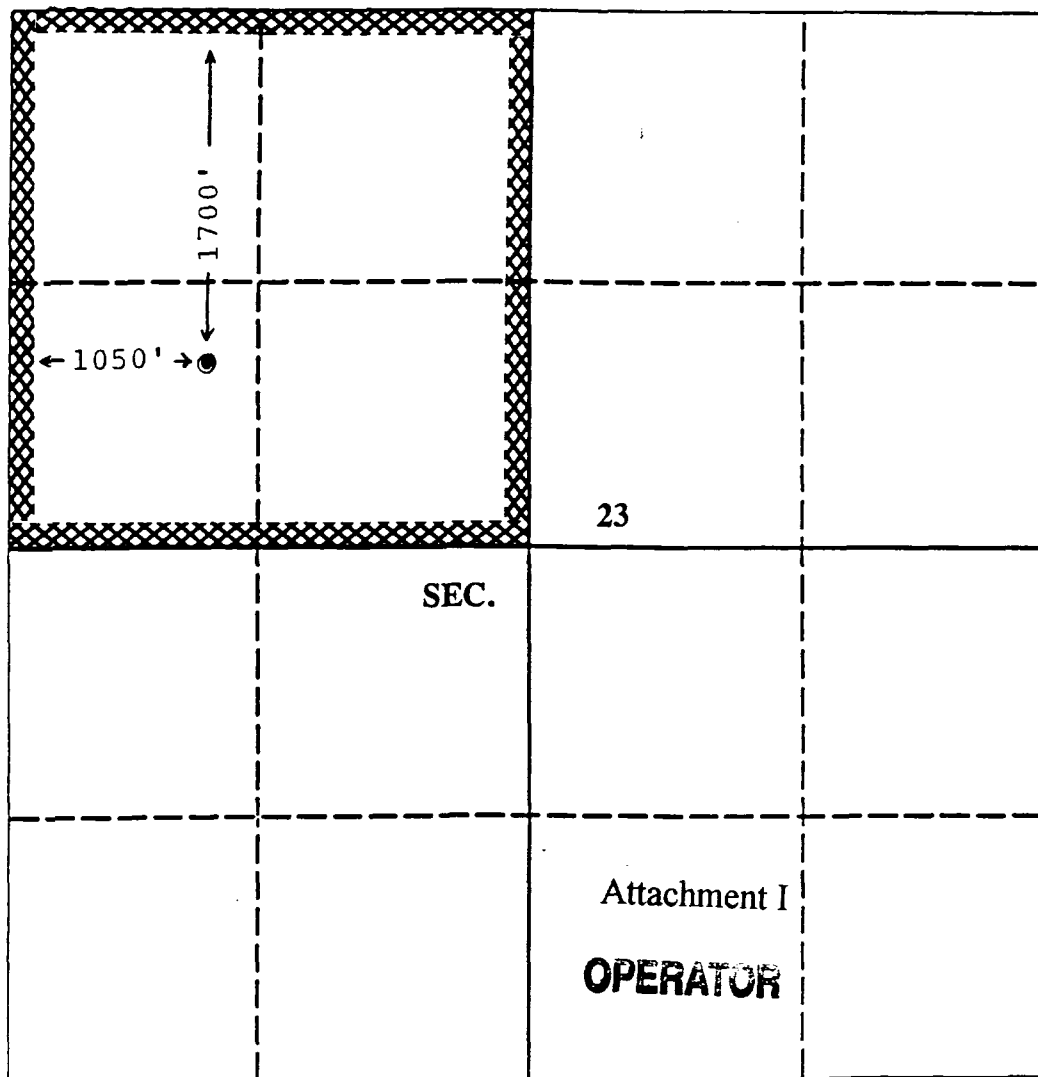 1700'
1050'
23
SEC.
Attachment I
OPERATOR